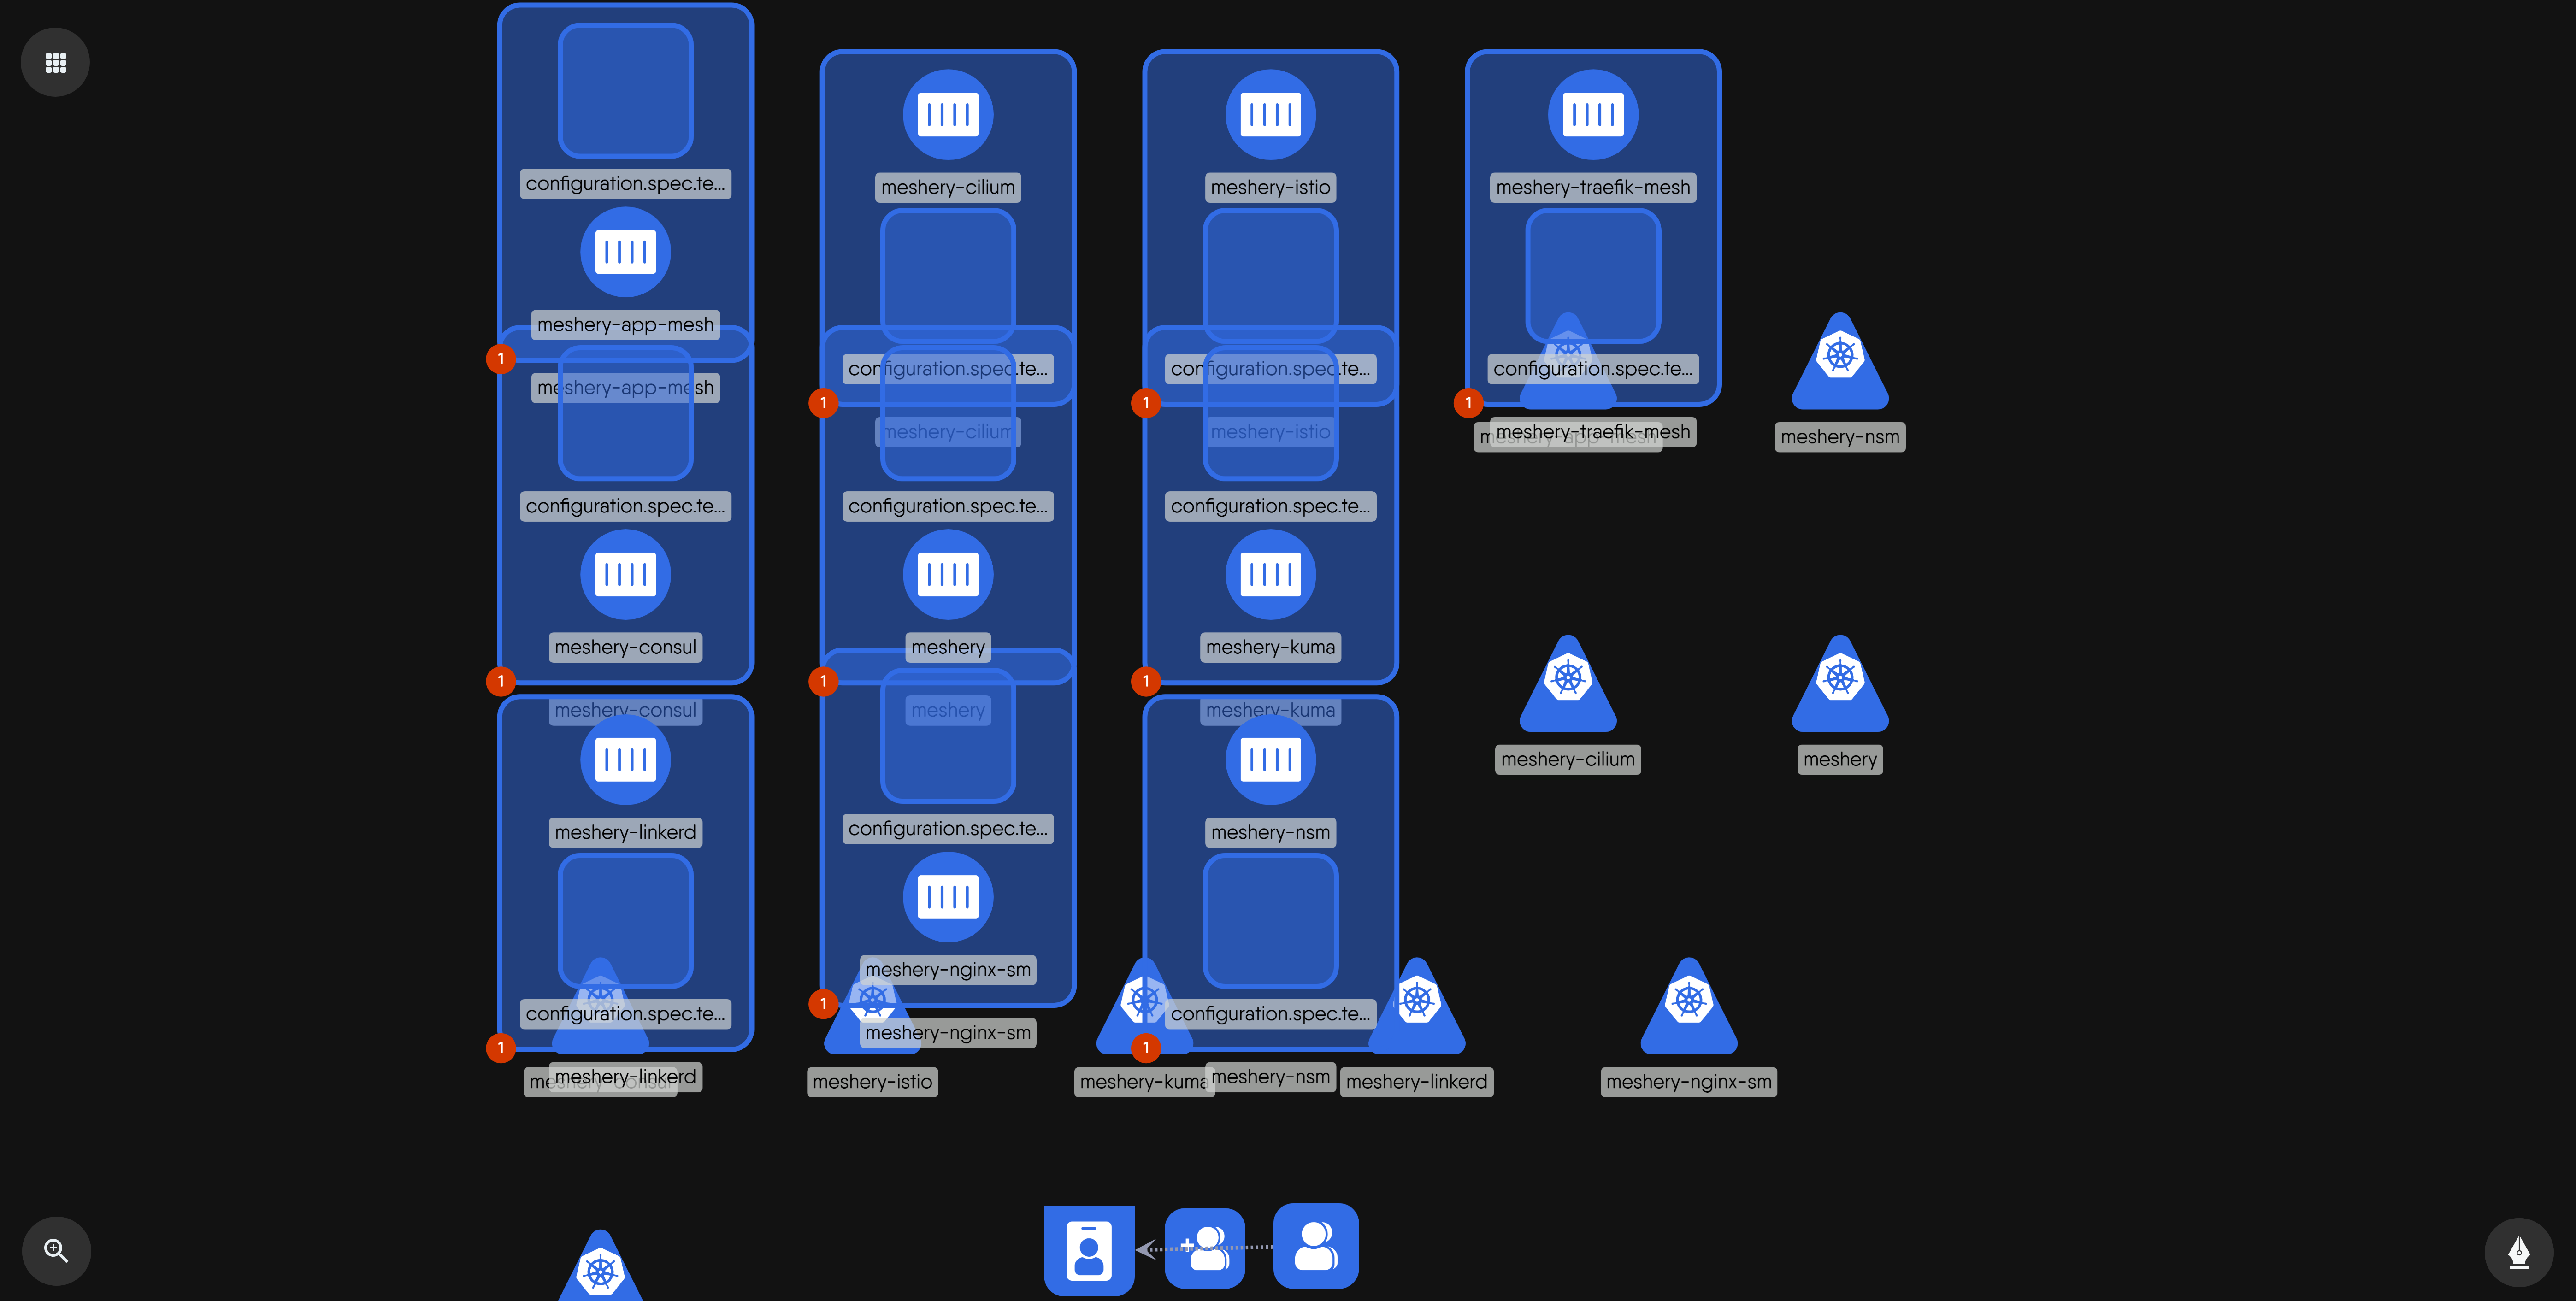 configuration.spec.te...
meshery-cilium
meshery-istio
meshery-traefik-mesh
meshery-app-mesh
1
meshery-app-mesh
configuration.spec.te...
configuration.spec.te...
configuration.spec.te...
1
1
1
meshery-cilium
meshery-istio
meshery-app-mesh
meshery-traefik-mesh
meshery-nsm
configuration.spec.te...
configuration.spec.te...
configuration.spec.te...
meshery-consul
meshery
meshery-kuma
1
1
1
meshery-consul
meshery
meshery-kuma
meshery-cilium
meshery
meshery-linkerd
configuration.spec.te...
meshery-nsm
meshery-nginx-sm
1
configuration.spec.te...
configuration.spec.te...
meshery-nginx-sm
1
1
meshery-consul
meshery-linkerd
meshery-istio
meshery-kuma
meshery-nsm
meshery-linkerd
meshery-nginx-sm